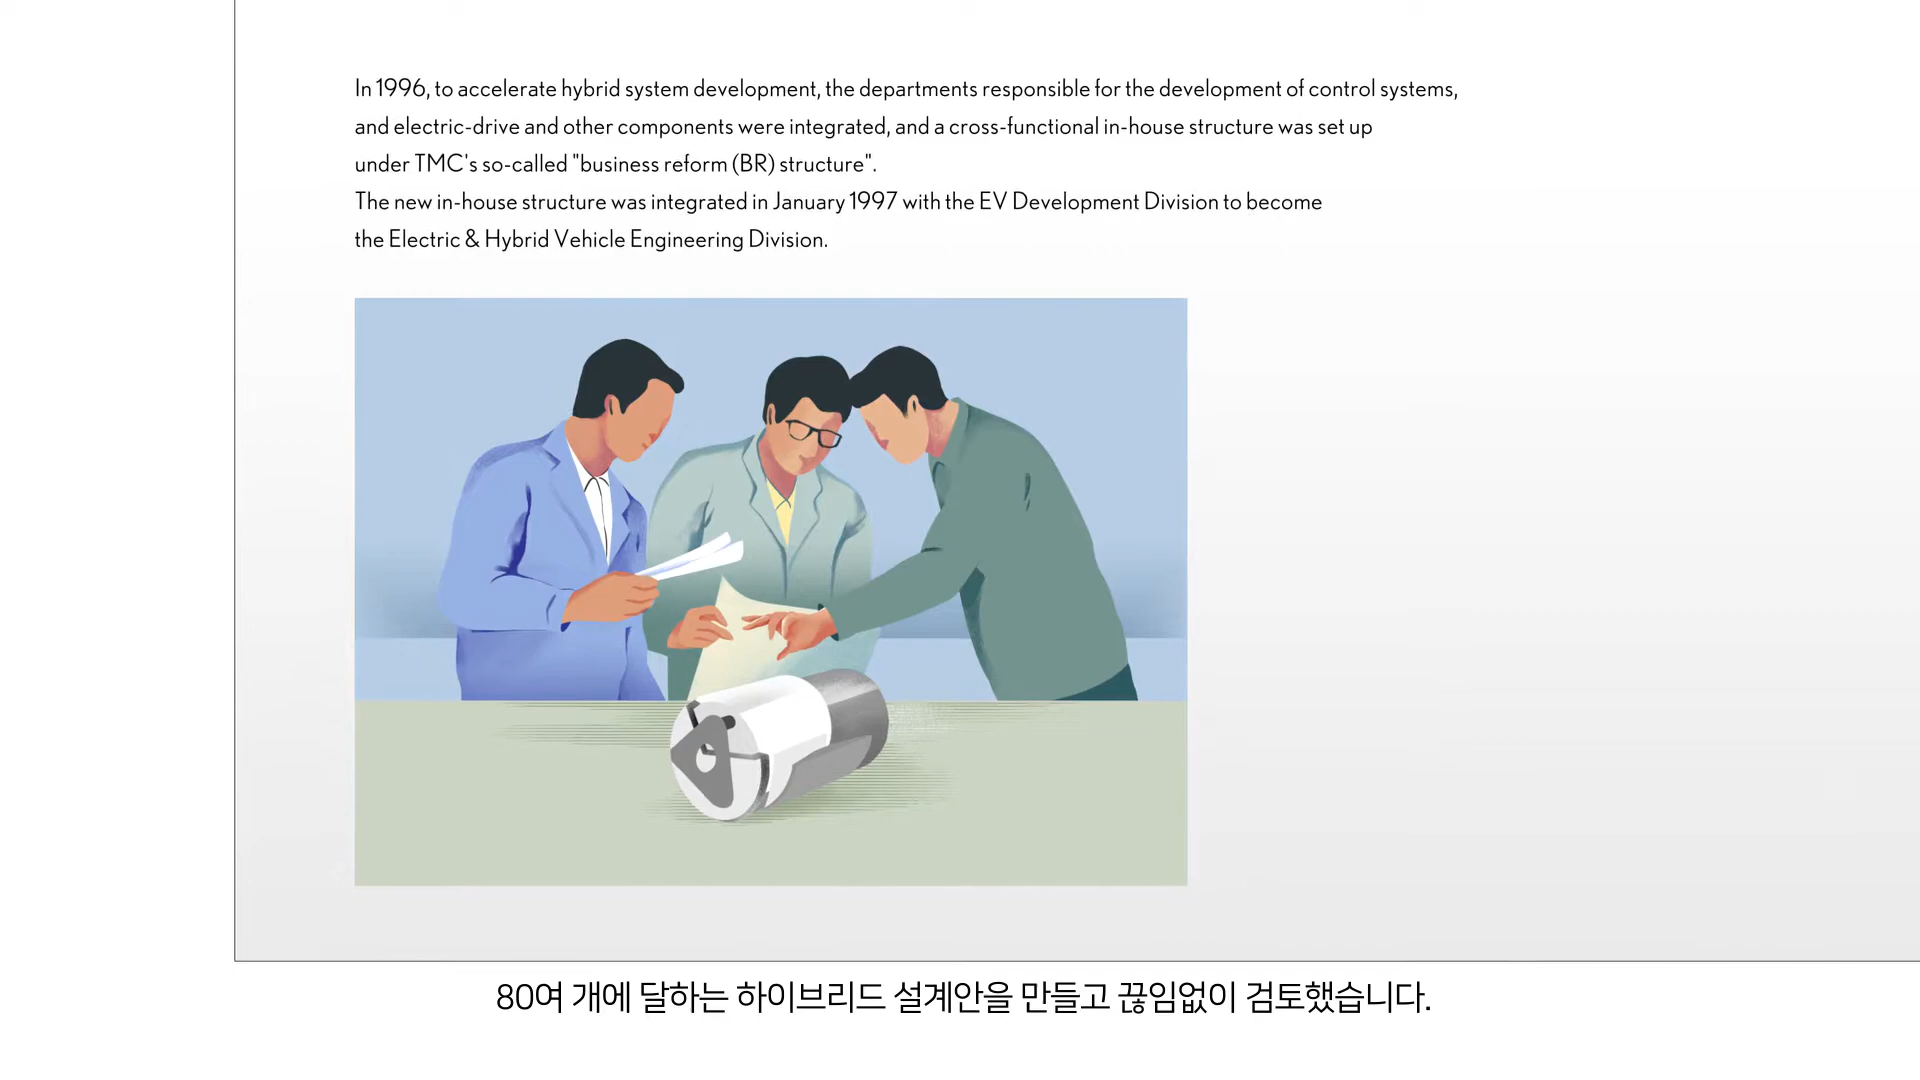 In 1996, to accelerate hybrid system development, the departments responsible for the development of control systems,
and electric-drive and other components were integrated, and a cross-functional in-house structure was set up
under TMC's so-called "business reform (BR) structure".
The new in-house structure was integrated in January 1997 with the EV Development Division to become
the Electric & Hybrid Vehicle Engineering Division.
80여 개에 달하는 하이브리드 설계안을 만들고 끊임없이 검토했습니다.